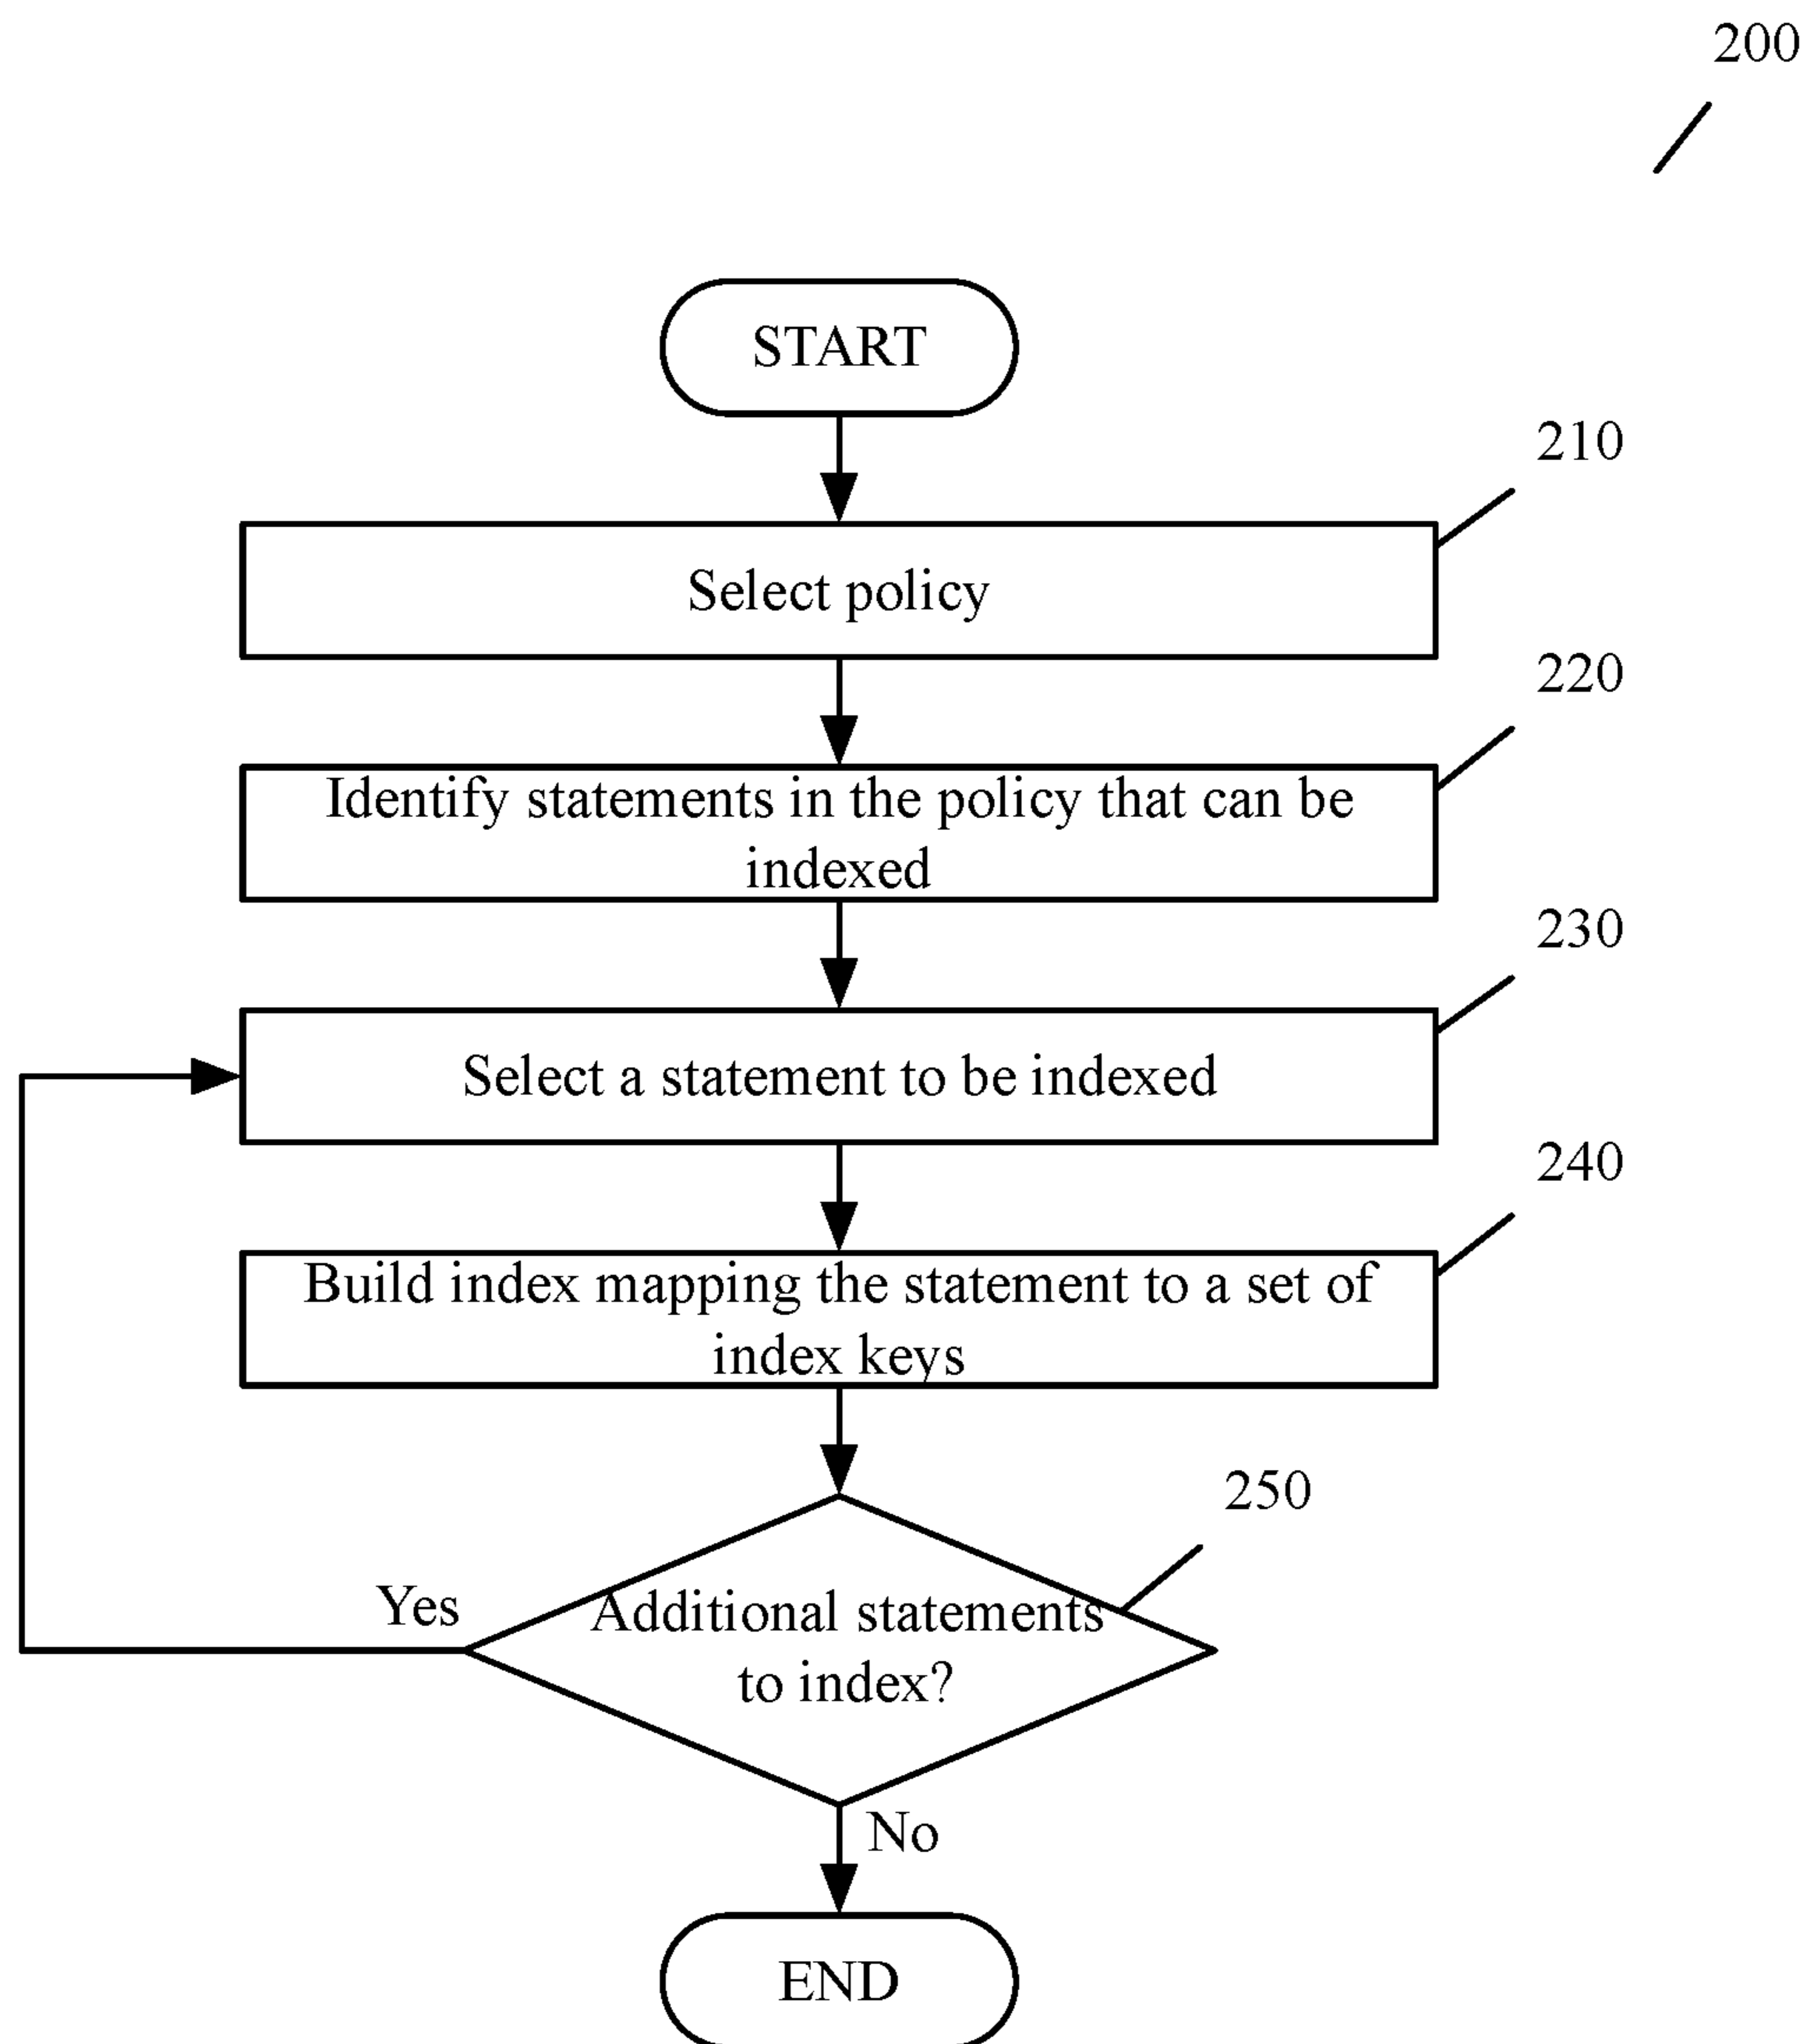 200
START
210
Select policy
220
Identify statements in the policy that can be
indexed
230
Select a statement to be indexed
240
Build index mapping the statement to a set of
index keys
250
Yes
Additional statements
to index?
No
END